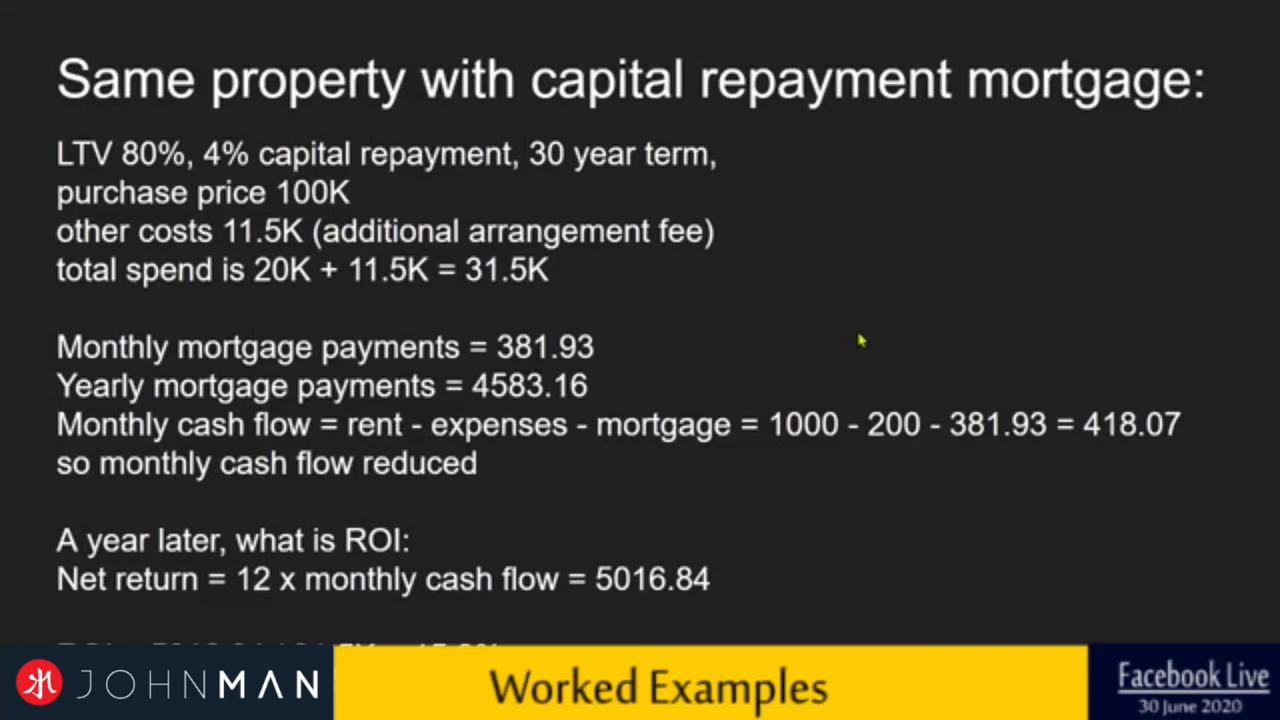 Same property with capital repayment mortgage:
LTV 80%, 4% capital repayment, 30 year term,
purchase price 100K
other costs 11.5K (additional arrangement fee)
total spend is 20K + 11.5K = 31.5K
Monthly mortgage payments = 381.93
Yearly mortgage payments = 4583.16
Monthly cash flow = rent - expenses - mortgage = 1000 - 200 - 381.93 = 418.07
so monthly cash flow reduced
A year later, what is ROI:
Net return = 12 x monthly cash flow = 5016.84
JOHNMAN
Worked Examples
Facebook Live
30 June 2020